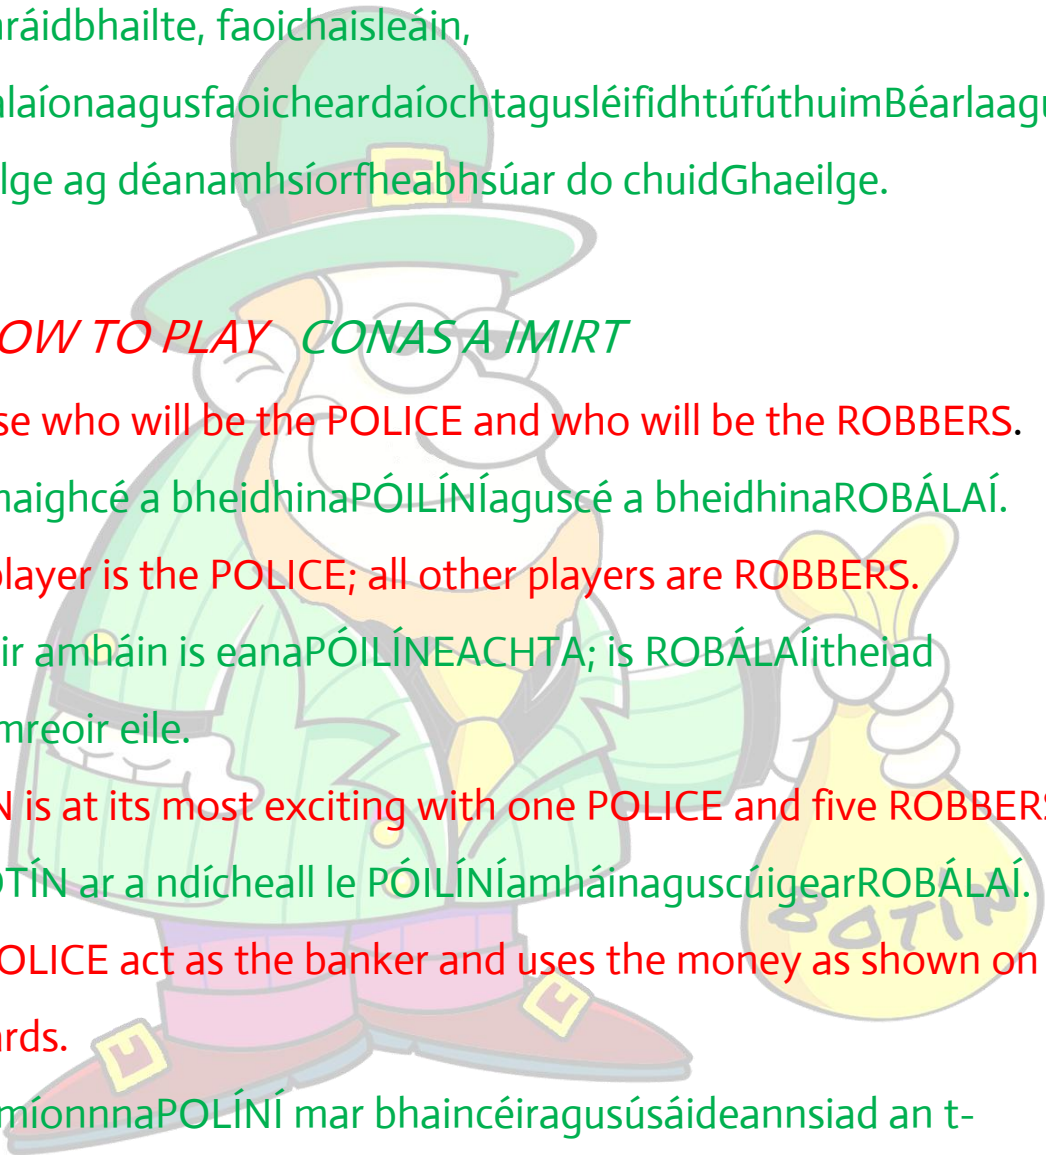 ráidbhailte, faoichaisleáin,
laíonaagusfaoicheardaíochtagusléifidhtúfúthuimBéarlaagu
lge ag déanamhsíorfheabhsúar do chuidGhaeilge.
OW TO PLAY CONAS A IMIRT
se who will be the POLICE and who will be the ROBBERS.
naighcé a bheidhinaPÓILÍNÍaguscé a bheidhinaROBÁLAÍ.
player is the POLICE; all other players are ROBBERS.
ir amháin is eanaPÓILÍNEACHTA; is ROBÁLAÍitheiad
mreoir eile.
N is at its most exciting with one POLICE and five ROBBERS
OTÍN ar a ndícheall le PÓILÍNÍamháinaguscúigearROBÁLAÍ.
BOTÍN
OLICE act as the banker and uses the money as shown on
ards.
míonnnaPOLÍNÍ mar bhaincéiragusúsáideannsiad an t-